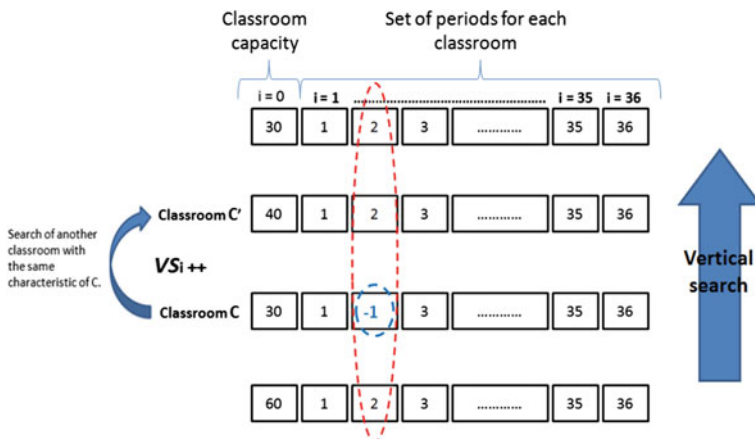 Classroom capacity
Set of periods for each classroom
i = 0 i = 1 ................................................ i = 35 i = 36
30 1 2 3 ............ 35 36
Classroom C' 40 1 2 3 ............ 35 36
Search of another
classroom with
the same
characteristic of C.
VSi ++
Vertical
search
Classroom C 30 1 -1 3 ............ 35 36
60 1 2 3 ............ 35 36